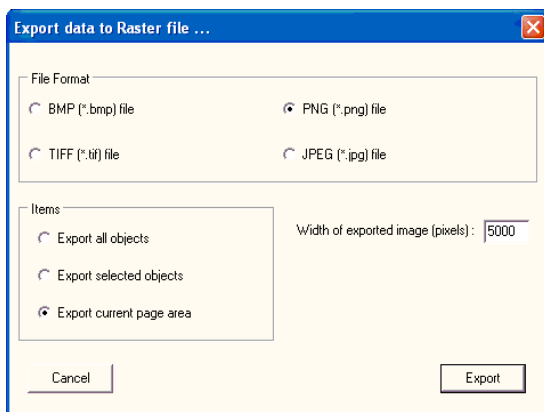 Export data to Raster file ...
File Format
BMP (*.bmp) file
PNG (*.png) file
TIFF (*.tif) file
JPEG (*.jpg) file
Items
Export all objects
Export selected objects
Export current page area
Width of exported image (pixels) : 5000
Cancel
Export